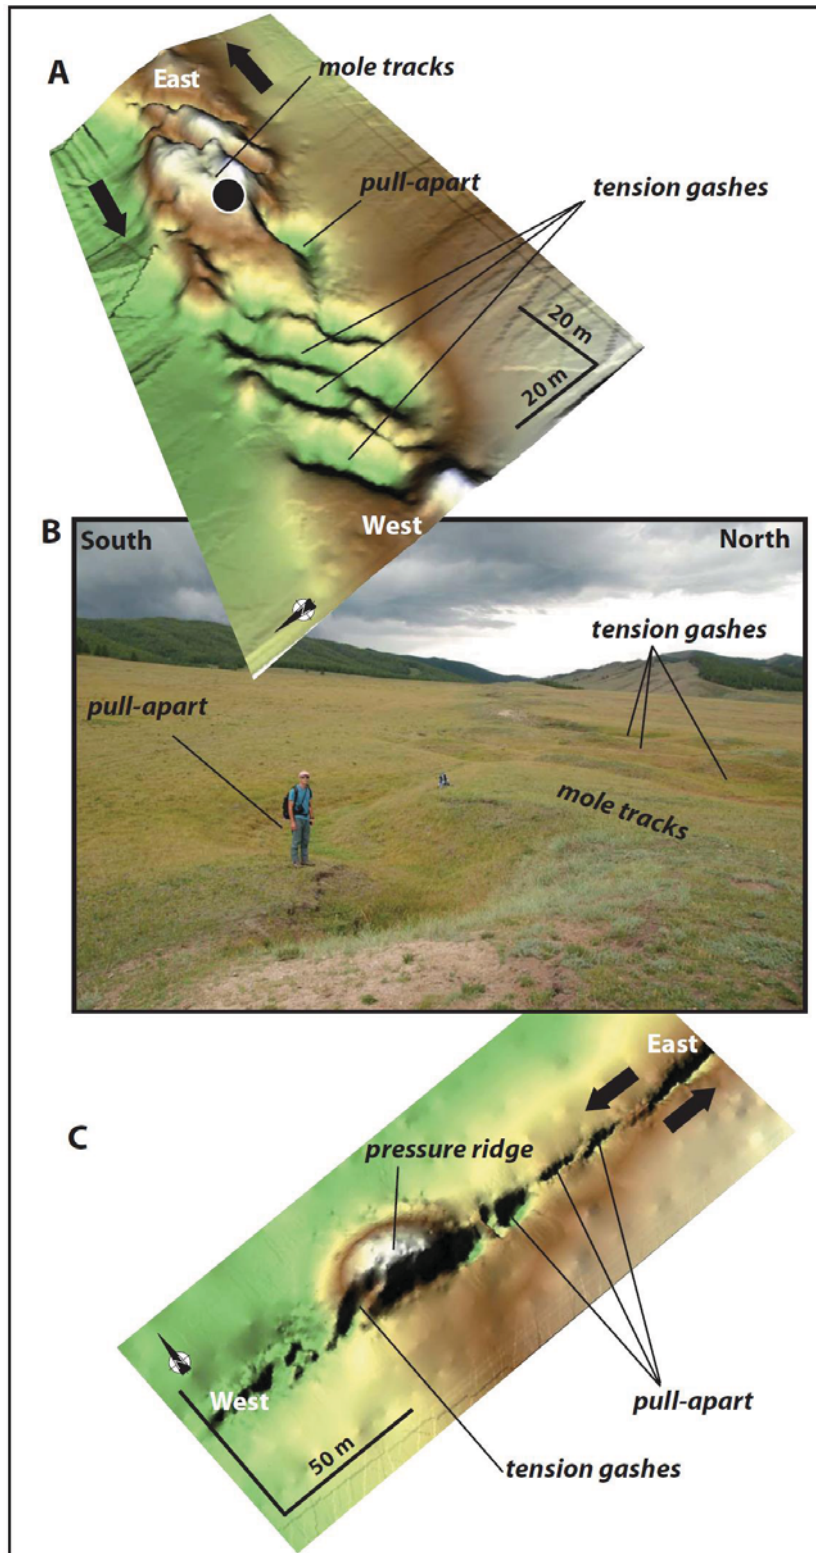 A
East
mole tracks
pull-apart
tension gashes
20 m
20 m
West
B
South
North
tension gashes
pull-apart
mole tracks
C
East
pressure ridge
West
50 m
pull-apart
tension gashes